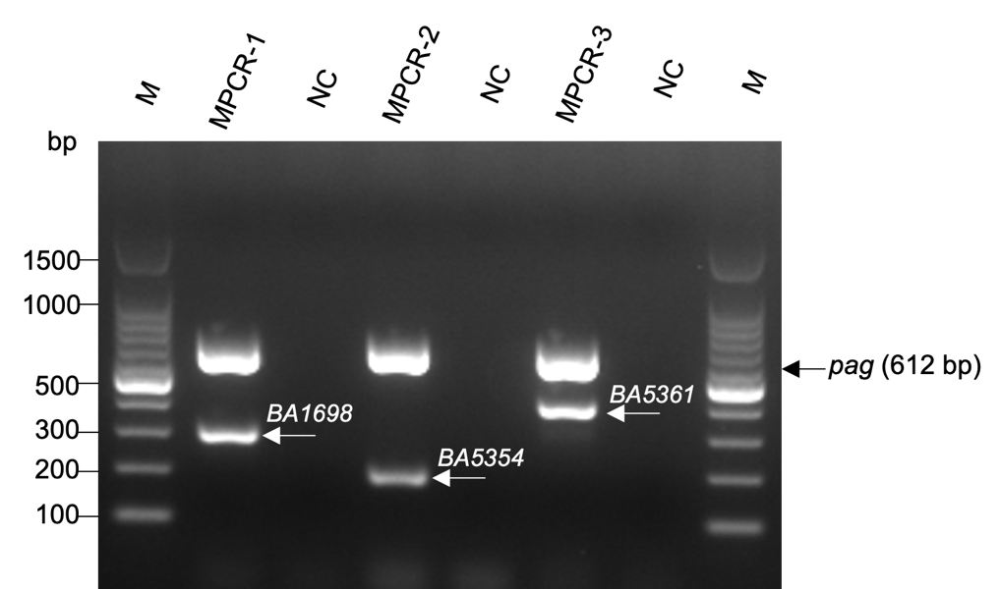 M MPCR-1 NC MPCR-2 NC MPCR-3 NC M
bp
1500
1000
pag (612 bp)
500
BA5361
BA1698
300
BA5354
200
100